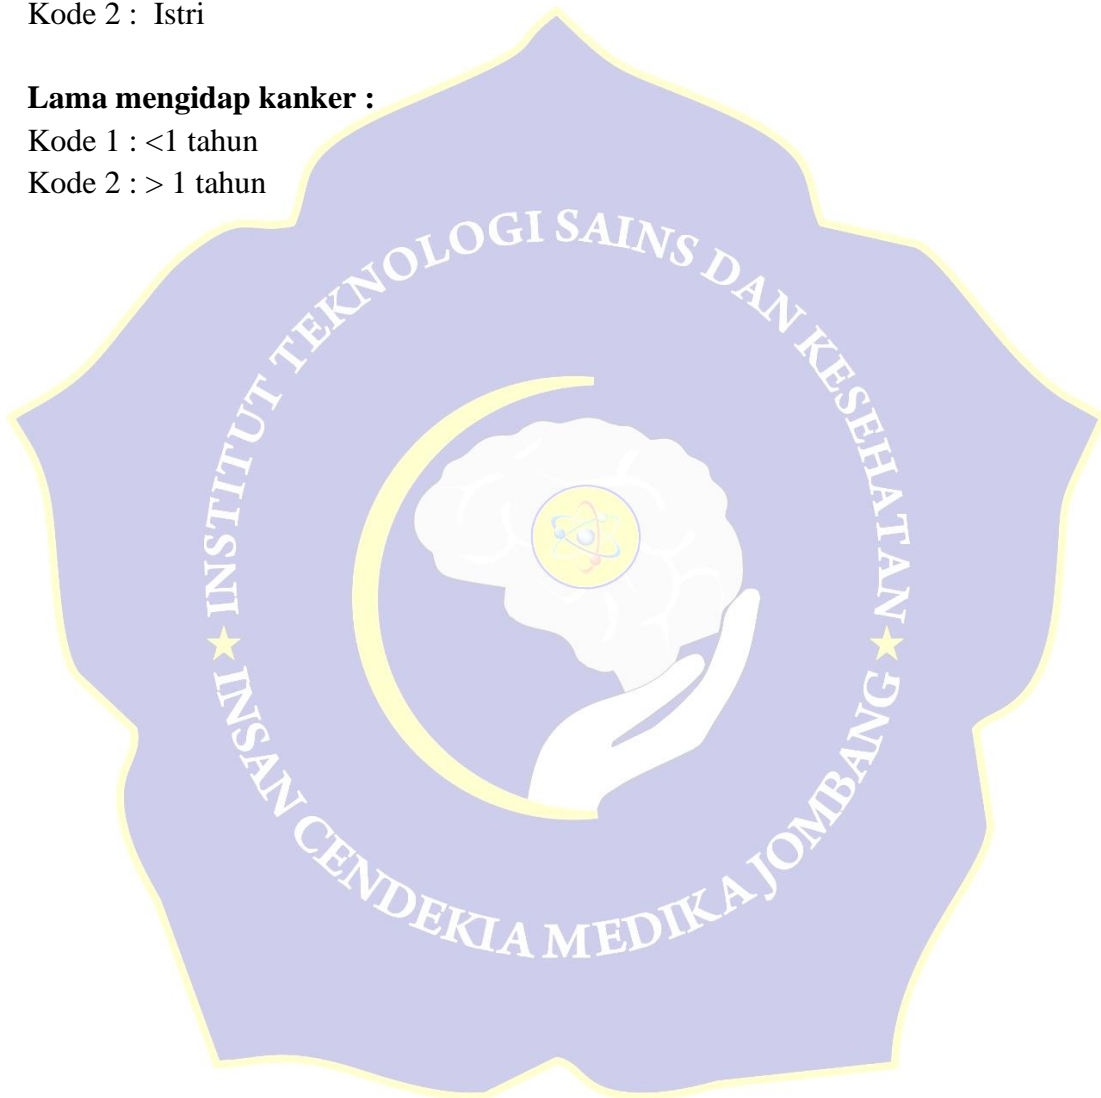 Kode 2 :  Istri
Lama mengidap kanker :
Kode 1 : <1 tahun
Kode 2 : > 1 tahun
INSTITUT TEKNOLOGI SAINS DAN KESEHATAN
INSAN CENDEKIA MEDIKA JOMBANG